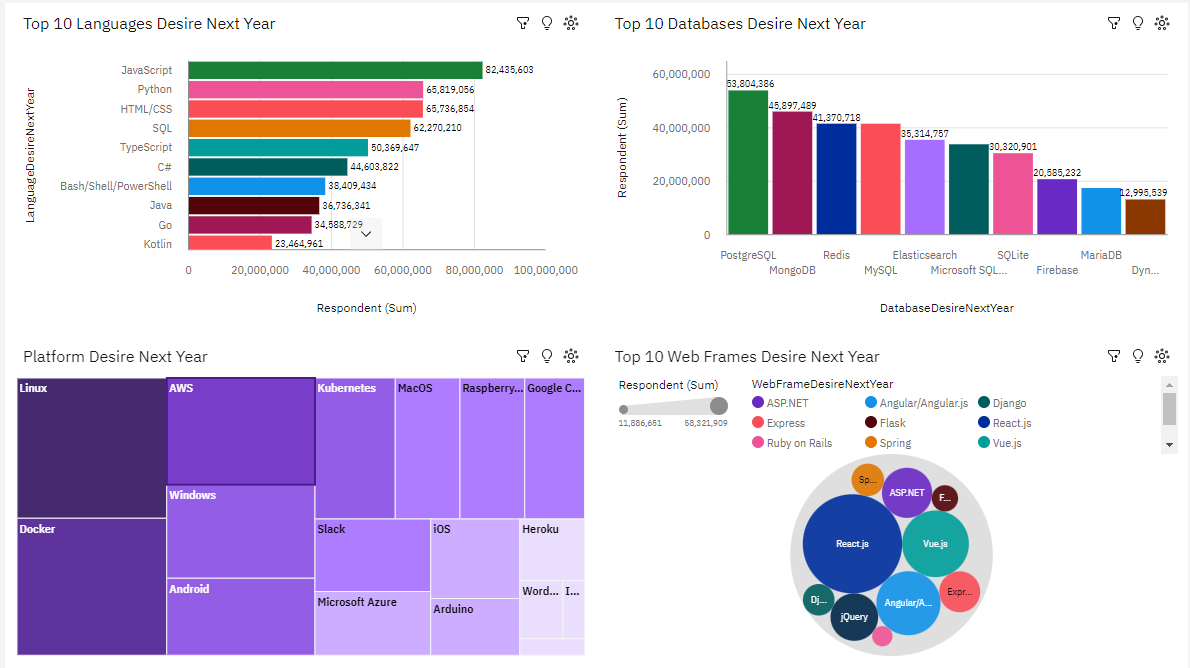 Top 10 Languages Desire Next Year
LanguageDesireNextYear
JavaScript 82,435,603
Python 65,819,056
HTML/CSS 65,736,854
SQL 62,270,210
TypeScript 50,369,647
C# 44,603,822
Bash/Shell/PowerShell 38,409,434
Java 36,736,341
Go 34,588,729
Kotlin 23,464,961
0 20,000,000 40,000,000 60,000,000 80,000,000 100,000,000
Respondent (Sum)
Top 10 Databases Desire Next Year
Respondent (Sum)
60,000,000
40,000,000
20,000,000
0
53,804,386
45,897,489
41,370,718
35,314,757
30,320,901
20,585,232
12,995,539
PostgreSQL Elasticsearch SQLite MariaDB
MongoDB Redis MySQL Microsoft SQL... Firebase Dyn...
DatabaseDesireNextYear
Platform Desire Next Year
Linux
AWS
Kubernetes
MacOS
Raspberry...
Google C...
Windows
Docker
Slack
iOS
Heroku
Android
Microsoft Azure
Arduino
Word...
I...
Top 10 Web Frames Desire Next Year
Respondent (Sum)
11,886,651 58,321,909
WebFrameDesireNextYear
ASP.NET Angular/Angular.js Django
Express Flask React.js
Ruby on Rails Spring Vue.js
Sp...
ASP.NET
F...
React.js
Vue.js
Dj...
jQuery
Angular/A...
Expr...